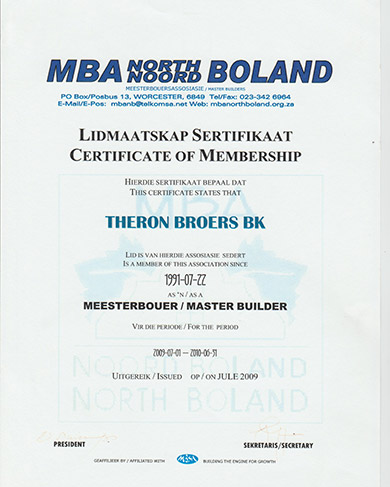 MBA NORTH NOORD BOLAND
MEESTERBOUERSASSOSIASIE / MASTER BUILDERS
PO Box/Posbus 13, WORCESTER, 6849 Tel/Fax: 023-342 6964
E-Mail/E-Pos: mbanb@telkomsa.net Web: mbanorthboland.org.za
LIDMAATSKAP SERTIFIKAAT
CERTIFICATE OF MEMBERSHIP
HIERDIE SERTIFIKAAT BEPAAL DAT
THIS CERTIFICATE STATES THAT
THERON BROERS BK
LID IS VAN HIERDIE ASSOSIASIE SEDERT
IS A MEMBER OF THIS ASSOCIATION SINCE
1991-07-22
AS 'N / AS A
MEESTERBOUER / MASTER BUILDER
VIR DIE PERIODE / FOR THE PERIOD
2009-07-01 – 2010-06-31
UITGEREIK / ISSUED OP / ON JULE 2009
MBA
NOORD BOLAND
NORTH BOLAND
PRESIDENT SEKRETARIS/SECRETARY
GEAFFILIEER BY / AFFILIATED WITH MBSA BUILDING THE ENGINE FOR GROWTH